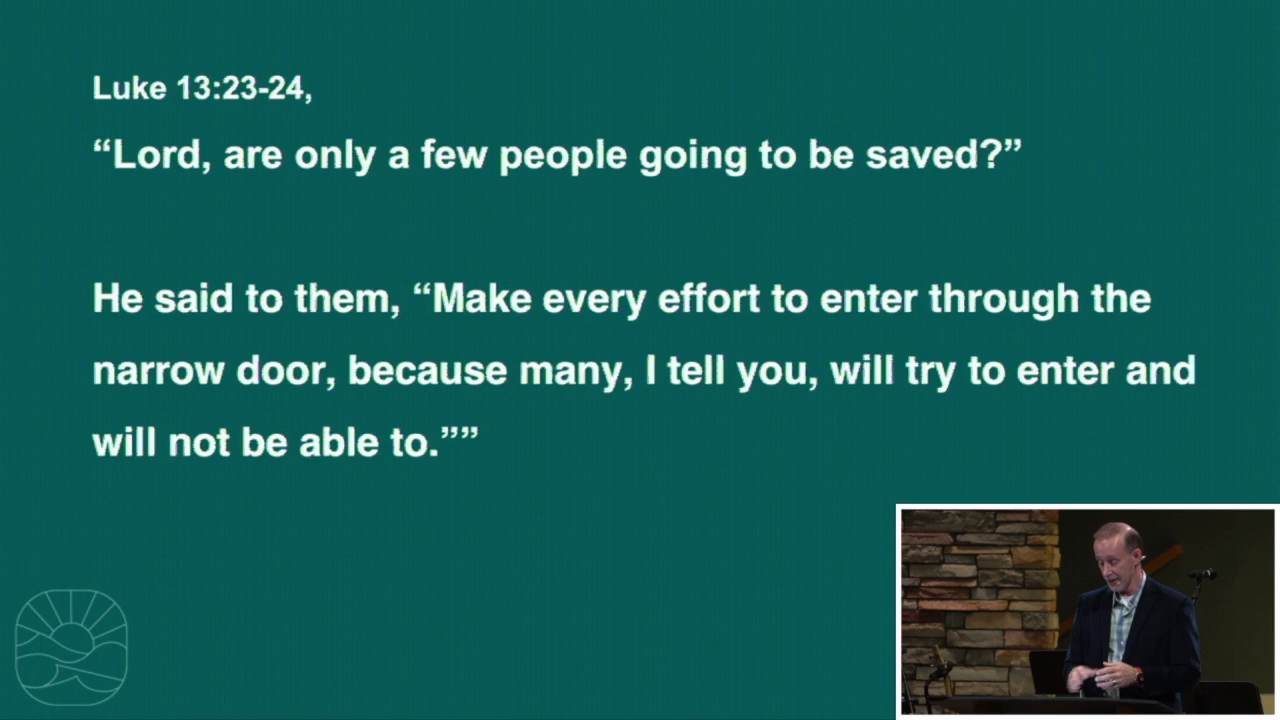 Luke 13:23-24,
“Lord, are only a few people going to be saved?”
He said to them, “Make every effort to enter through the
narrow door, because many, I tell you, will try to enter and
will not be able to.””